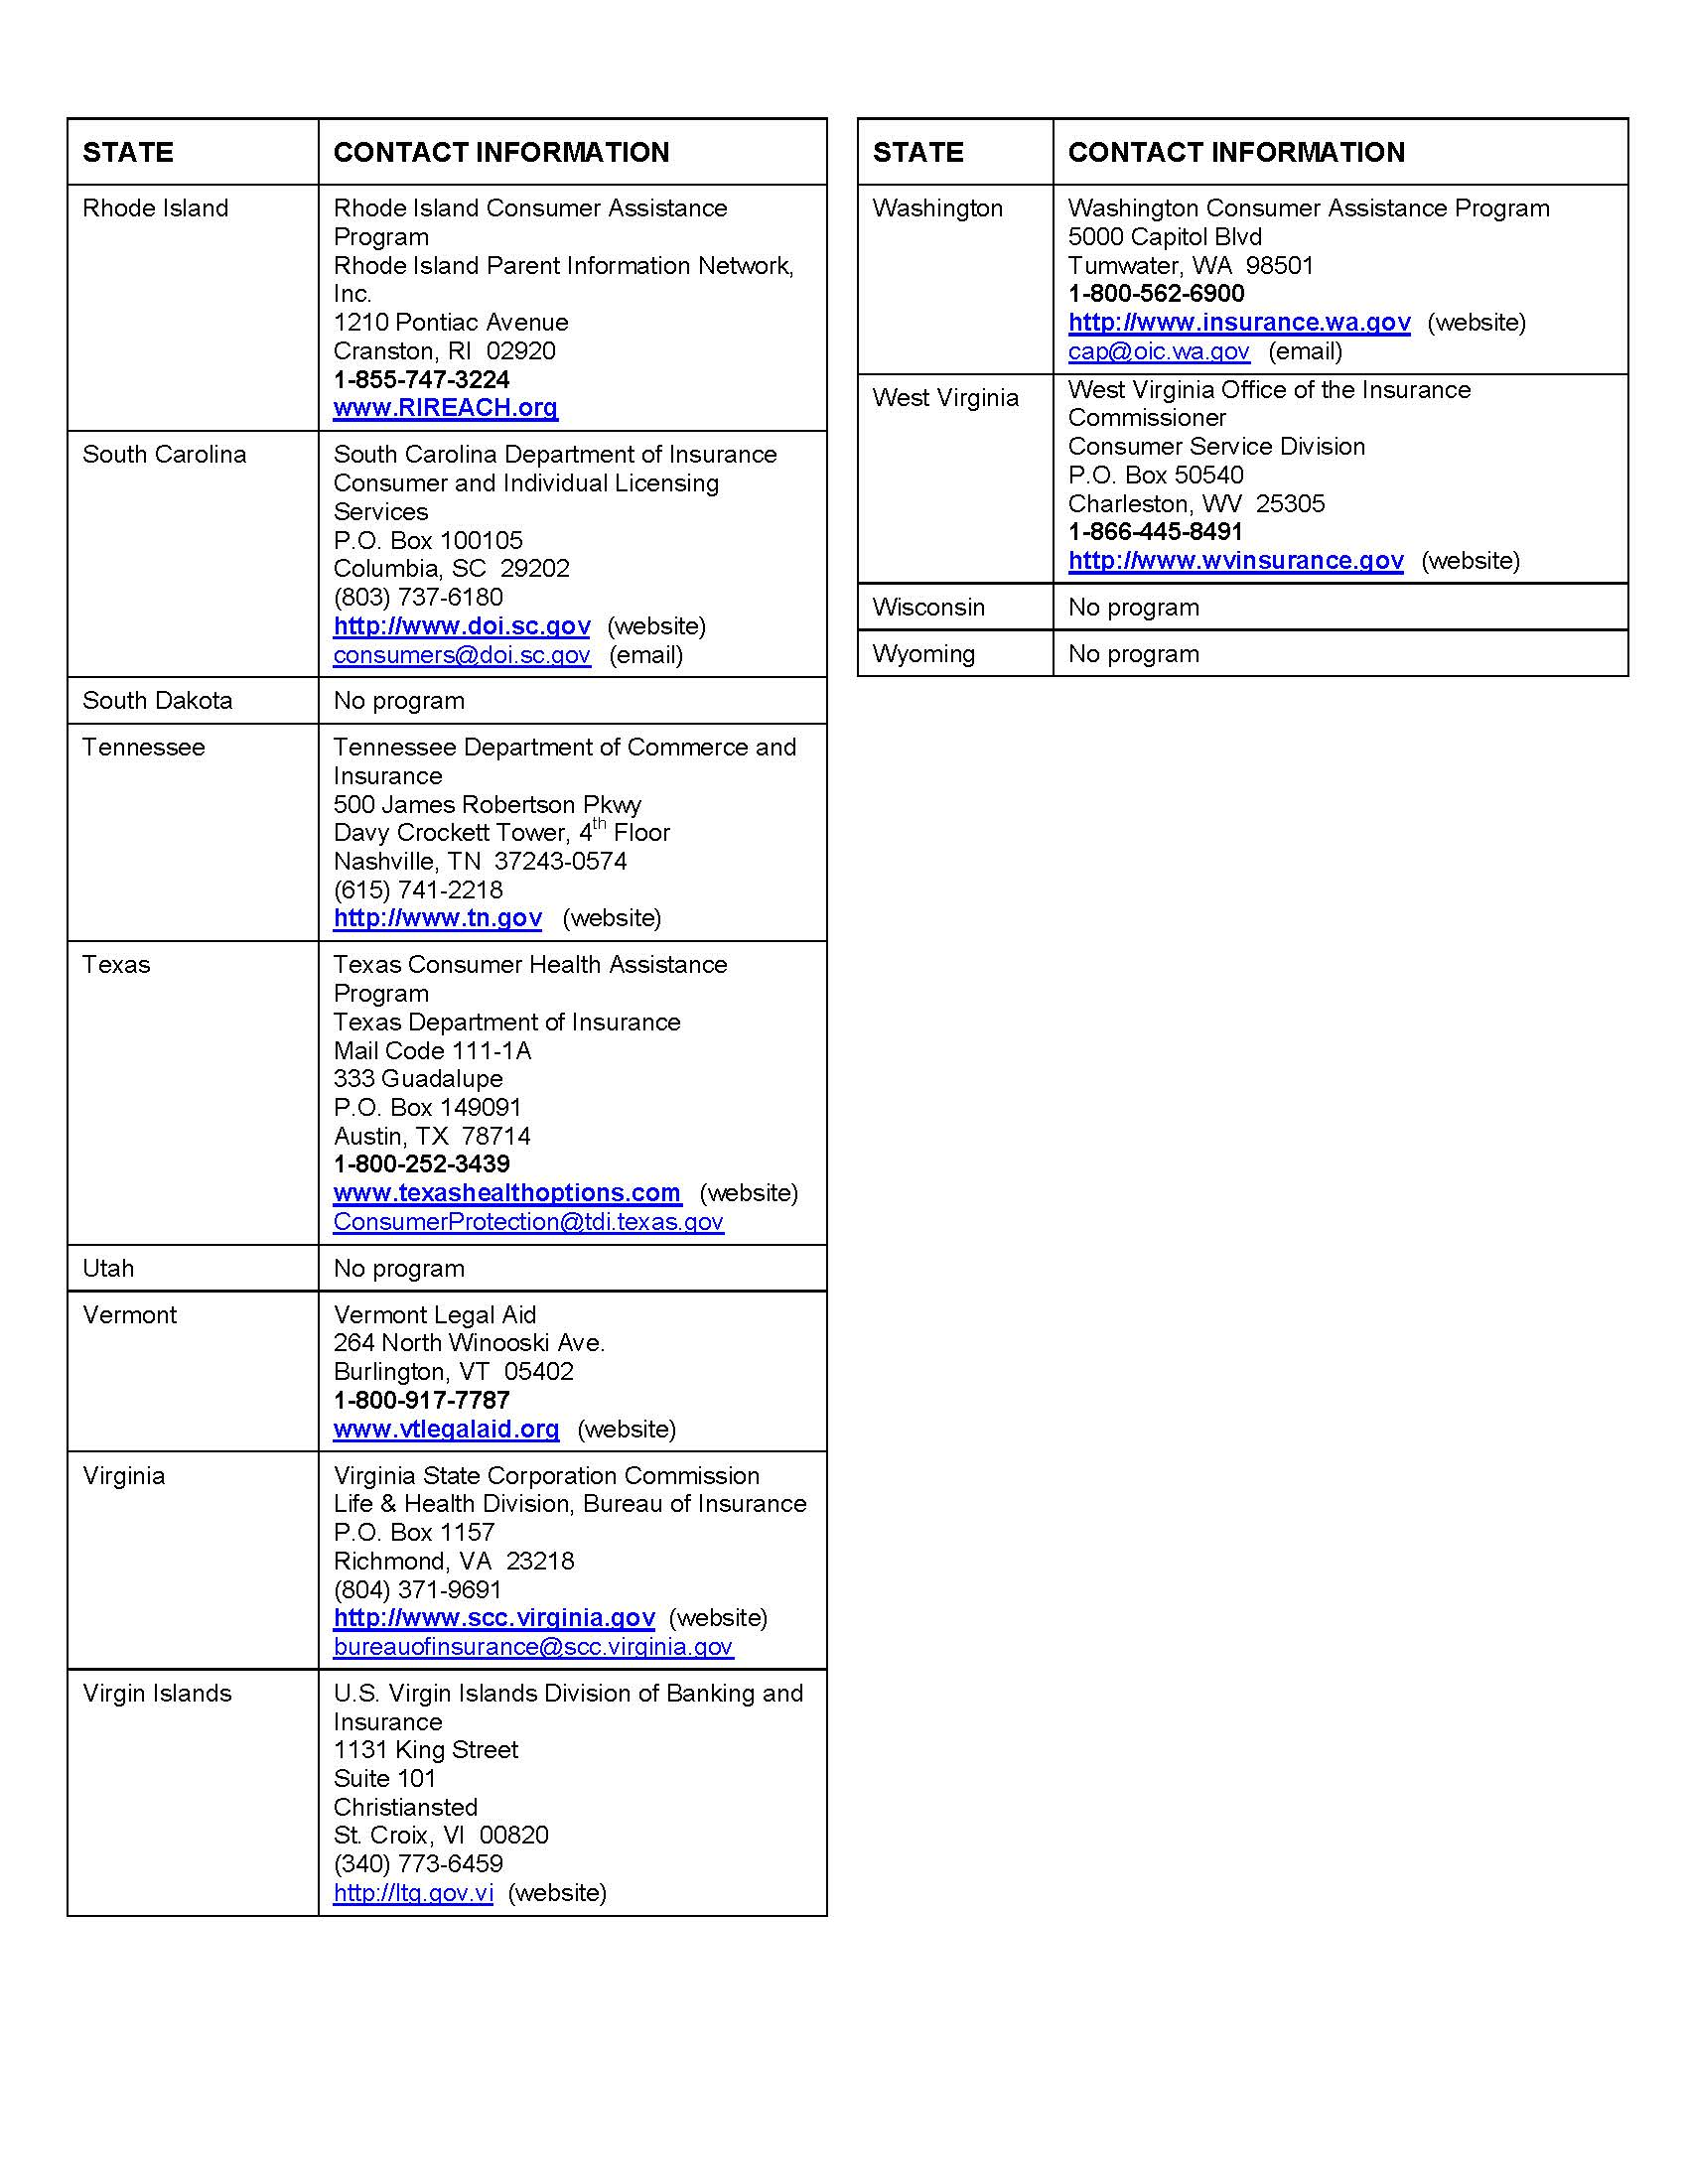 STATE CONTACT INFORMATION
Rhode Island Rhode Island Consumer Assistance
Program
Rhode Island Parent Information Network,
Inc.
1210 Pontiac Avenue
Cranston, RI 02920
1-855-747-3224
www.RIREACH.org
South Carolina South Carolina Department of Insurance
Consumer and Individual Licensing
Services
P.O. Box 100105
Columbia, SC 29202
(803) 737-6180
http://www.doi.sc.gov (website)
consumers@doi.sc.gov (email)
South Dakota No program
Tennessee Tennessee Department of Commerce and
Insurance
500 James Robertson Pkwy
Davy Crockett Tower, 4th Floor
Nashville, TN 37243-0574
(615) 741-2218
http://www.tn.gov (website)
Texas Texas Consumer Health Assistance
Program
Texas Department of Insurance
Mail Code 111-1A
333 Guadalupe
P.O. Box 149091
Austin, TX 78714
1-800-252-3439
www.texashealthoptions.com (website)
ConsumerProtection@tdi.texas.gov
Utah No program
Vermont Vermont Legal Aid
264 North Winooski Ave.
Burlington, VT 05402
1-800-917-7787
www.vtlegalaid.org (website)
Virginia Virginia State Corporation Commission
Life & Health Division, Bureau of Insurance
P.O. Box 1157
Richmond, VA 23218
(804) 371-9691
http://www.scc.virginia.gov (website)
bureauofinsurance@scc.virginia.gov
Virgin Islands U.S. Virgin Islands Division of Banking and
Insurance
1131 King Street
Suite 101
Christiansted
St. Croix, VI 00820
(340) 773-6459
http://ltg.gov.vi (website)
STATE CONTACT INFORMATION
Washington Washington Consumer Assistance Program
5000 Capitol Blvd
Tumwater, WA 98501
1-800-562-6900
http://www.insurance.wa.gov (website)
cap@oic.wa.gov (email)
West Virginia West Virginia Office of the Insurance
Commissioner
Consumer Service Division
P.O. Box 50540
Charleston, WV 25305
1-866-445-8491
http://www.wvinsurance.gov (website)
Wisconsin No program
Wyoming No program